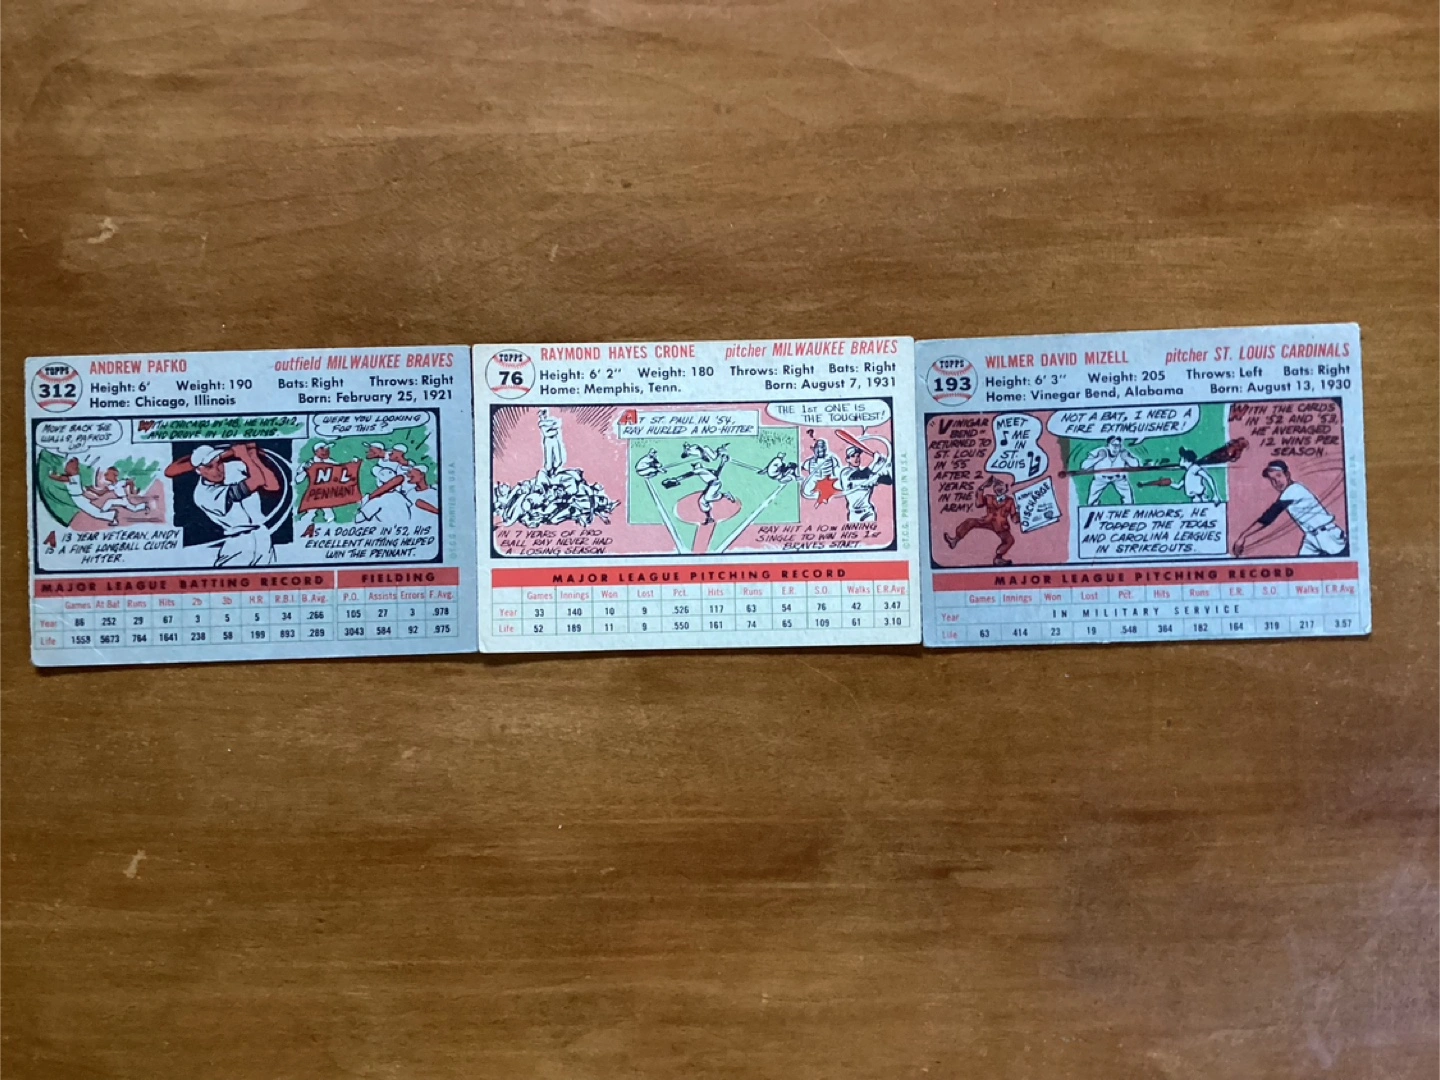 TOPPS
312
ANDREW PAFKO
outfield MILWAUKEE BRAVES
Height: 6' Weight: 190 Bats: Right Throws: Right
Home: Chicago, Illinois Born: February 25, 1921
MOVE BACK THE
WALLS, PAFKO'S
UP!
WITH CHICAGO IN '48, HE HIT .312,
AND DROVE IN 101 RUNS.
WERE YOU LOOKING
FOR THIS?
N.L.
PENNANT
A 13 YEAR VETERAN, ANDY
IS A FINE LONGBALL CLUTCH
HITTER.
AS A DODGER IN '52, HIS
EXCELLENT HITTING HELPED
WIN THE PENNANT.
©T.C.G. PRINTED IN U.S.A.
MAJOR LEAGUE BATTING RECORD FIELDING
Games At Bat Runs Hits 2b 3b H.R. R.B.I. B.Avg. P.O. Assists Errors F.Avg.
Year 86 252 29 67 3 5 5 34 .266 105 27 3 .978
Life 1558 5673 764 1641 238 58 199 893 .289 3043 584 92 .975
TOPPS
76
RAYMOND HAYES CRONE
pitcher MILWAUKEE BRAVES
Height: 6' 2" Weight: 180 Throws: Right Bats: Right
Home: Memphis, Tenn. Born: August 7, 1931
AT ST. PAUL IN '54,
RAY HURLED A NO-HITTER
THE 1st ONE IS
THE TOUGHEST!
IN 7 YEARS OF PRO
BALL RAY NEVER HAD
A LOSING SEASON.
RAY HIT A 10TH INNING
SINGLE TO WIN HIS 1st
BRAVES START.
©T.C.G. PRINTED IN U.S.A.
MAJOR LEAGUE PITCHING RECORD
Games Innings Won Lost Pct. Hits Runs E.R. S.O. Walks E.R.Avg.
Year 33 140 10 9 .526 117 63 54 76 42 3.47
Life 52 189 11 9 .550 161 74 65 109 61 3.10
TOPPS
193
WILMER DAVID MIZELL
pitcher ST. LOUIS CARDINALS
Height: 6' 3" Weight: 205 Throws: Left Bats: Right
Home: Vinegar Bend, Alabama Born: August 13, 1930
"VINEGAR
BEND"
RETURNED TO
ST. LOUIS
IN '55
AFTER 2
YEARS
IN THE
ARMY.
MEET
ME
IN
ST.
LOUIS
DISCHARGE
NOT A BAT, I NEED A
FIRE EXTINGUISHER!
IN THE MINORS, HE
TOPPED THE TEXAS
AND CAROLINA LEAGUES
IN STRIKEOUTS.
WITH THE CARDS
IN '52 AND '53,
HE AVERAGED
12 WINS PER
SEASON.
MAJOR LEAGUE PITCHING RECORD
Games Innings Won Lost Pct. Hits Runs E.R. S.O. Walks E.R.Avg.
Year IN MILITARY SERVICE
Life 63 414 23 19 .548 364 182 164 319 217 3.57